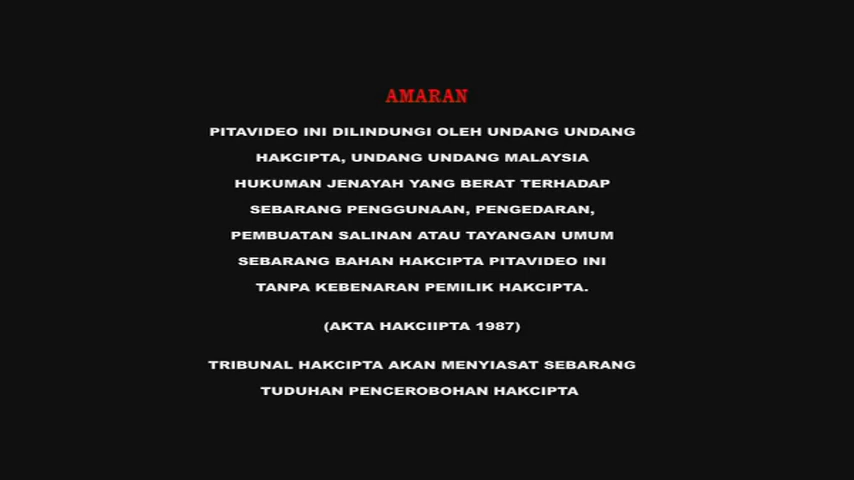 AMARAN
PITAVIDEO INI DILINDUNGI OLEH UNDANG UNDANG
HAKCIPTA, UNDANG UNDANG MALAYSIA
HUKUMAN JENAYAH YANG BERAT TERHADAP
SEBARANG PENGGUNAAN, PENGEDARAN,
PEMBUATAN SALINAN ATAU TAYANGAN UMUM
SEBARANG BAHAN HAKCIPTA PITAVIDEO INI
TANPA KEBENARAN PEMILIK HAKCIPTA.
(AKTA HAKCIIPTA 1987)
TRIBUNAL HAKCIPTA AKAN MENYIASAT SEBARANG
TUDUHAN PENCEROBOHAN HAKCIPTA